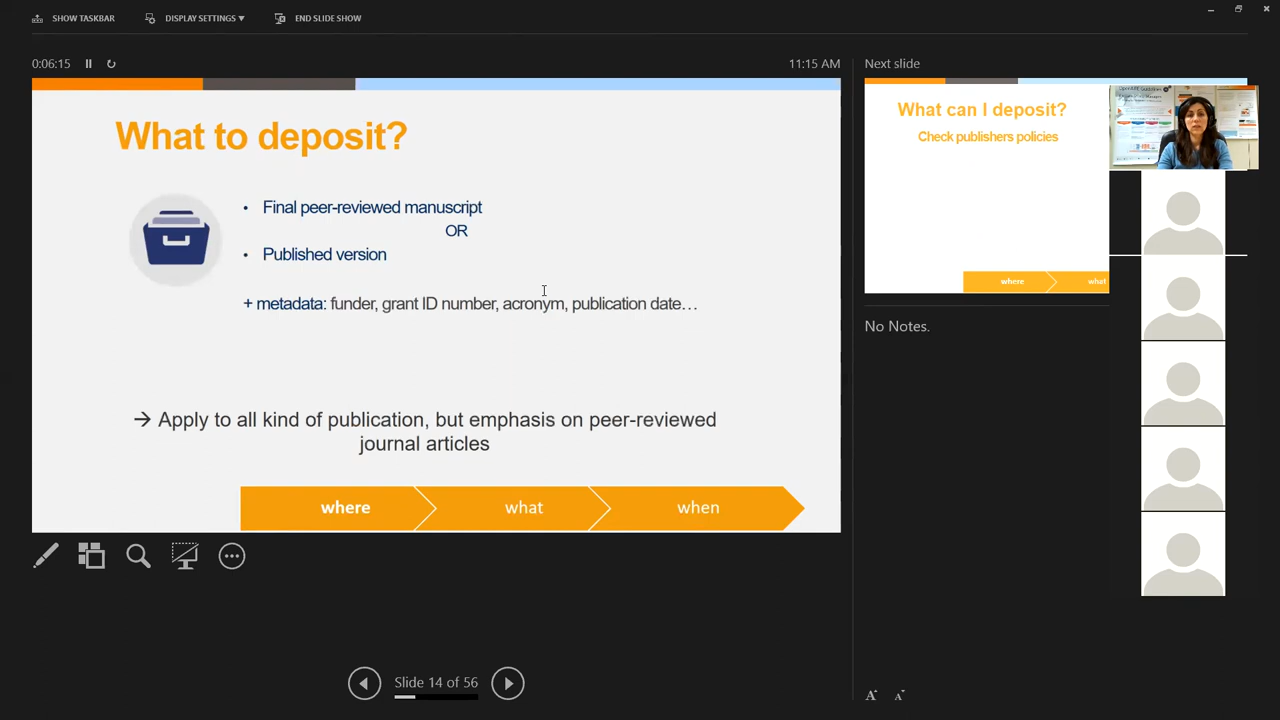 SHOW TASKBAR
DISPLAY SETTINGS
END SLIDE SHOW
0:06:15
11:15 AM
What to deposit?
• Final peer-reviewed manuscript
OR
• Published version
+ metadata: funder, grant ID number, acronym, publication date…
→ Apply to all kind of publication, but emphasis on peer-reviewed
journal articles
where
what
when
Slide 14 of 56
Next slide
What can I deposit?
Check publishers policies
where
what
No Notes.
A
A